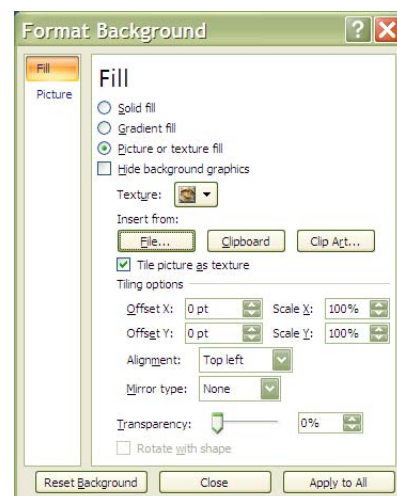 Format Background
Fill
Picture
Fill
Solid fill
Gradient fill
Picture or texture fill
Hide background graphics
Texture:
Insert from:
File...
Clipboard
Clip Art...
Tile picture as texture
Tiling options
Offset X: 0 pt Scale X: 100%
Offset Y: 0 pt Scale Y: 100%
Alignment: Top left
Mirror type: None
Transparency: 0%
Rotate with shape
Reset Background Close Apply to All